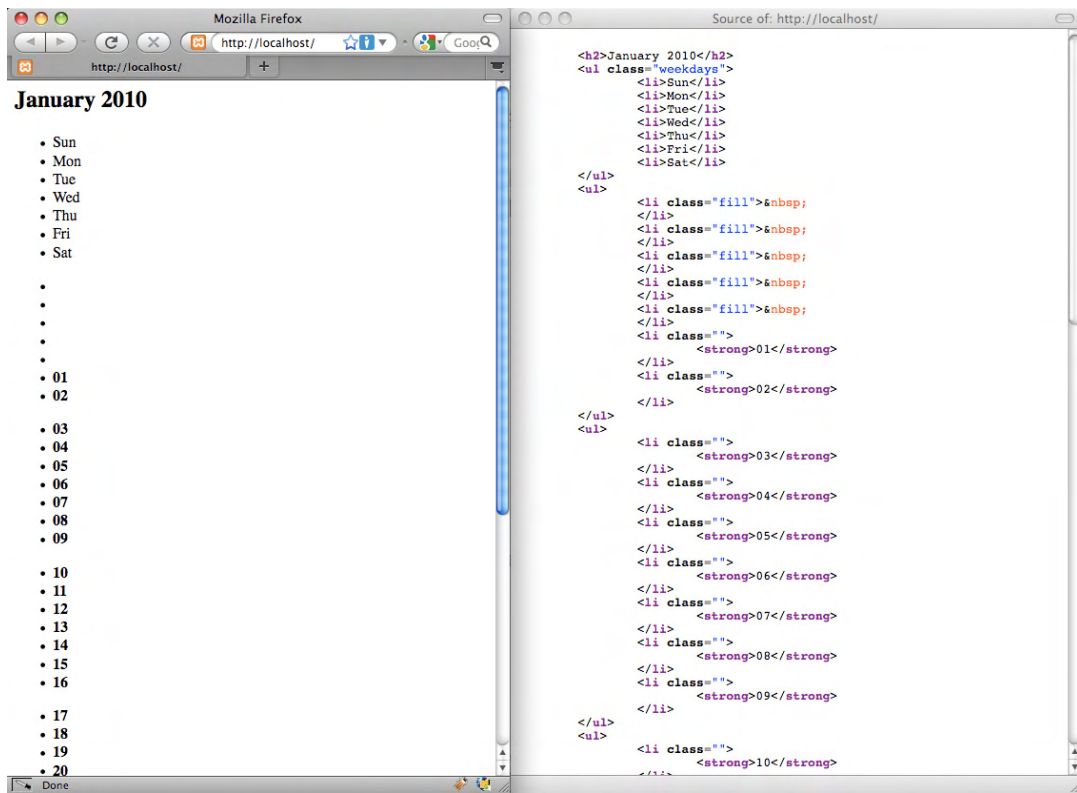 Mozilla Firefox
http://localhost/
Goo
http://localhost/
+
January 2010
• Sun
• Mon
• Tue
• Wed
• Thu
• Fri
• Sat
•
•
•
•
•
• 01
• 02
• 03
• 04
• 05
• 06
• 07
• 08
• 09
• 10
• 11
• 12
• 13
• 14
• 15
• 16
• 17
• 18
• 19
• 20
Done
Source of: http://localhost/
<h2>January 2010</h2>
<ul class="weekdays">
<li>Sun</li>
<li>Mon</li>
<li>Tue</li>
<li>Wed</li>
<li>Thu</li>
<li>Fri</li>
<li>Sat</li>
</ul>
<ul>
<li class="fill">&nbsp;
</li>
<li class="fill">&nbsp;
</li>
<li class="fill">&nbsp;
</li>
<li class="fill">&nbsp;
</li>
<li class="fill">&nbsp;
</li>
<li class="">
<strong>01</strong>
</li>
<li class="">
<strong>02</strong>
</li>
</ul>
<ul>
<li class="">
<strong>03</strong>
</li>
<li class="">
<strong>04</strong>
</li>
<li class="">
<strong>05</strong>
</li>
<li class="">
<strong>06</strong>
</li>
<li class="">
<strong>07</strong>
</li>
<li class="">
<strong>08</strong>
</li>
<li class="">
<strong>09</strong>
</li>
</ul>
<ul>
<li class="">
<strong>10</strong>
</li>